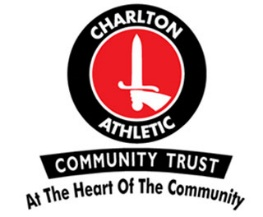 CHARLTON
ATHLETIC
COMMUNITY TRUST
At The Heart Of The Community